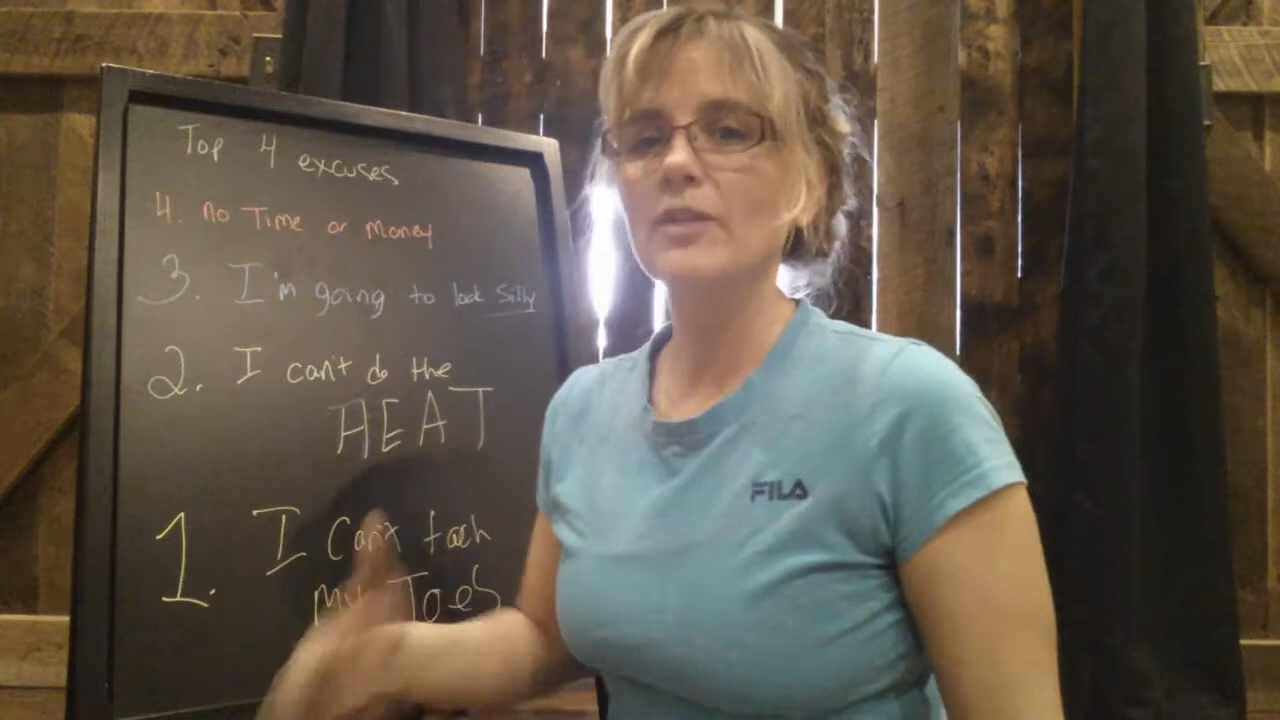 Top 4 excuses
4. no Time or Money
3. I'm going to look Silly
2. I can't do the
HEAT
1. I Can't toch
my Toes
FILA